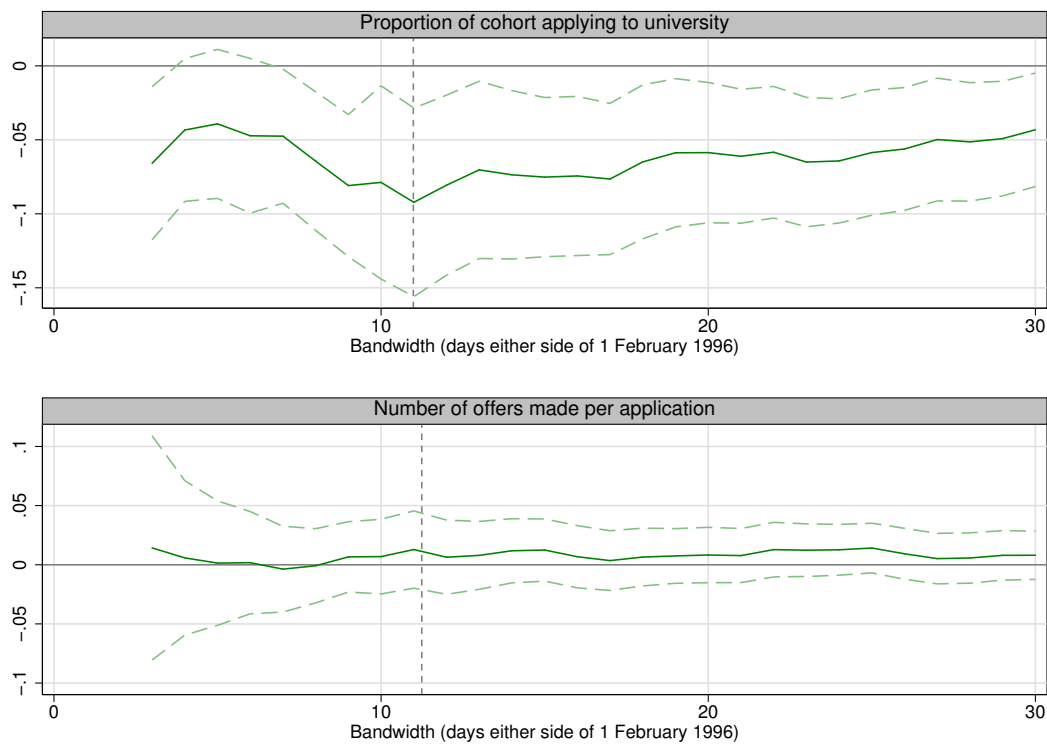 Proportion of cohort applying to university
0
-.05
-.1
-.15
0 10 20 30
Bandwidth (days either side of 1 February 1996)
Number of offers made per application
.1
.05
0
-.05
-.1
0 10 20 30
Bandwidth (days either side of 1 February 1996)